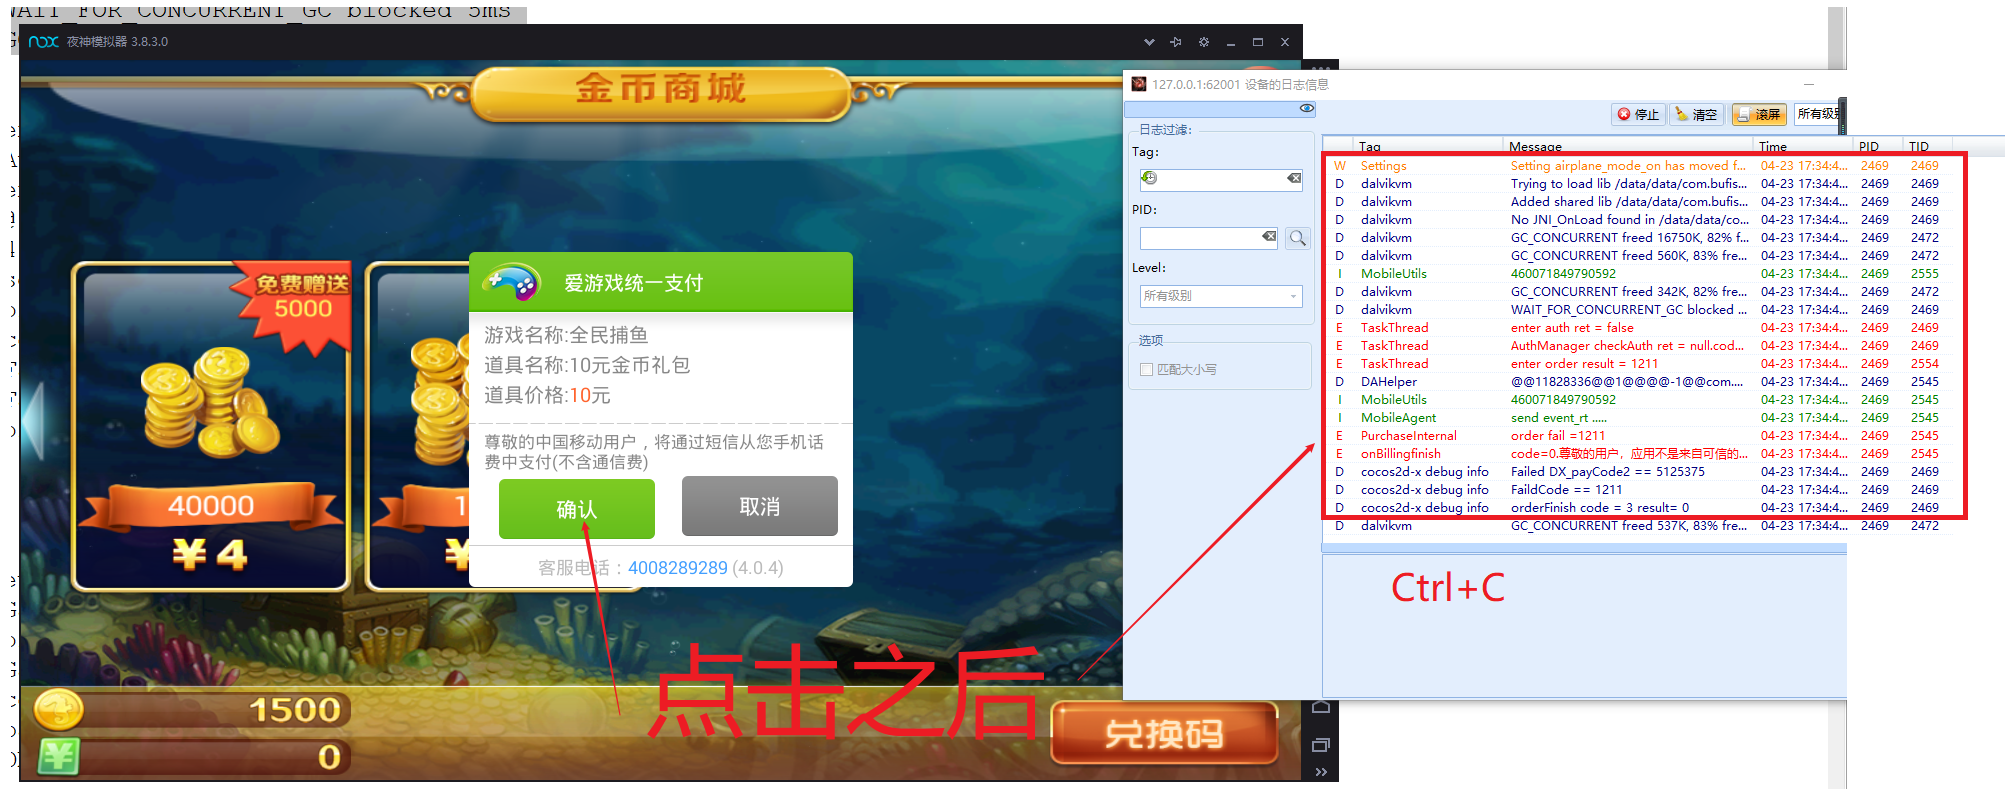 WAIT_FOR_CONCURRENT_GC blocked 5ms
nox 夜神模拟器 3.8.3.0
金币商城
免费赠送
5000
40000
¥4
爱游戏统一支付
游戏名称:全民捕鱼
道具名称:10元金币礼包
道具价格:10元
尊敬的中国移动用户，将通过短信从您手机话
费中支付(不含通信费)
确认
取消
客服电话：4008289289 (4.0.4)
1500
0
兑换码
点击之后
127.0.0.1:62001 设备的日志信息
停止 清空 滚屏 所有级别
日志过滤:
Tag:
PID:
Level:
所有级别
选项
匹配大小写
Tag Message Time PID TID
W Settings Setting airplane_mode_on has moved f... 04-23 17:34:4... 2469 2469
D dalvikvm Trying to load lib /data/data/com.bufis... 04-23 17:34:4... 2469 2469
D dalvikvm Added shared lib /data/data/com.bufis... 04-23 17:34:4... 2469 2469
D dalvikvm No JNI_OnLoad found in /data/data/co... 04-23 17:34:4... 2469 2469
D dalvikvm GC_CONCURRENT freed 16750K, 82% f... 04-23 17:34:4... 2469 2472
D dalvikvm GC_CONCURRENT freed 560K, 83% fre... 04-23 17:34:4... 2469 2472
I MobileUtils 460071849790592 04-23 17:34:4... 2469 2555
D dalvikvm GC_CONCURRENT freed 342K, 82% fre... 04-23 17:34:4... 2469 2472
D dalvikvm WAIT_FOR_CONCURRENT_GC blocked ... 04-23 17:34:4... 2469 2469
E TaskThread enter auth ret = false 04-23 17:34:4... 2469 2469
E TaskThread AuthManager checkAuth ret = null.cod... 04-23 17:34:4... 2469 2469
E TaskThread enter order result = 1211 04-23 17:34:4... 2469 2554
D DAHelper @@11828336@@1@@@@-1@@com.... 04-23 17:34:4... 2469 2545
I MobileUtils 460071849790592 04-23 17:34:4... 2469 2545
I MobileAgent send event_rt ..... 04-23 17:34:4... 2469 2545
E PurchaseInternal order fail =1211 04-23 17:34:4... 2469 2545
E onBillingfinish code=0.尊敬的用户，应用不是来自可信的... 04-23 17:34:4... 2469 2545
D cocos2d-x debug info Failed DX_payCode2 == 5125375 04-23 17:34:4... 2469 2469
D cocos2d-x debug info FaildCode == 1211 04-23 17:34:4... 2469 2469
D cocos2d-x debug info orderFinish code = 3 result= 0 04-23 17:34:4... 2469 2469
D dalvikvm GC_CONCURRENT freed 537K, 83% fre... 04-23 17:34:4... 2469 2472
Ctrl+C